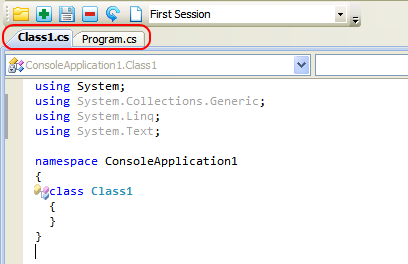 First Session
Class1.cs Program.cs
ConsoleApplication1.Class1
using System;
using System.Collections.Generic;
using System.Linq;
using System.Text;
namespace ConsoleApplication1
{
class Class1
{
}
}